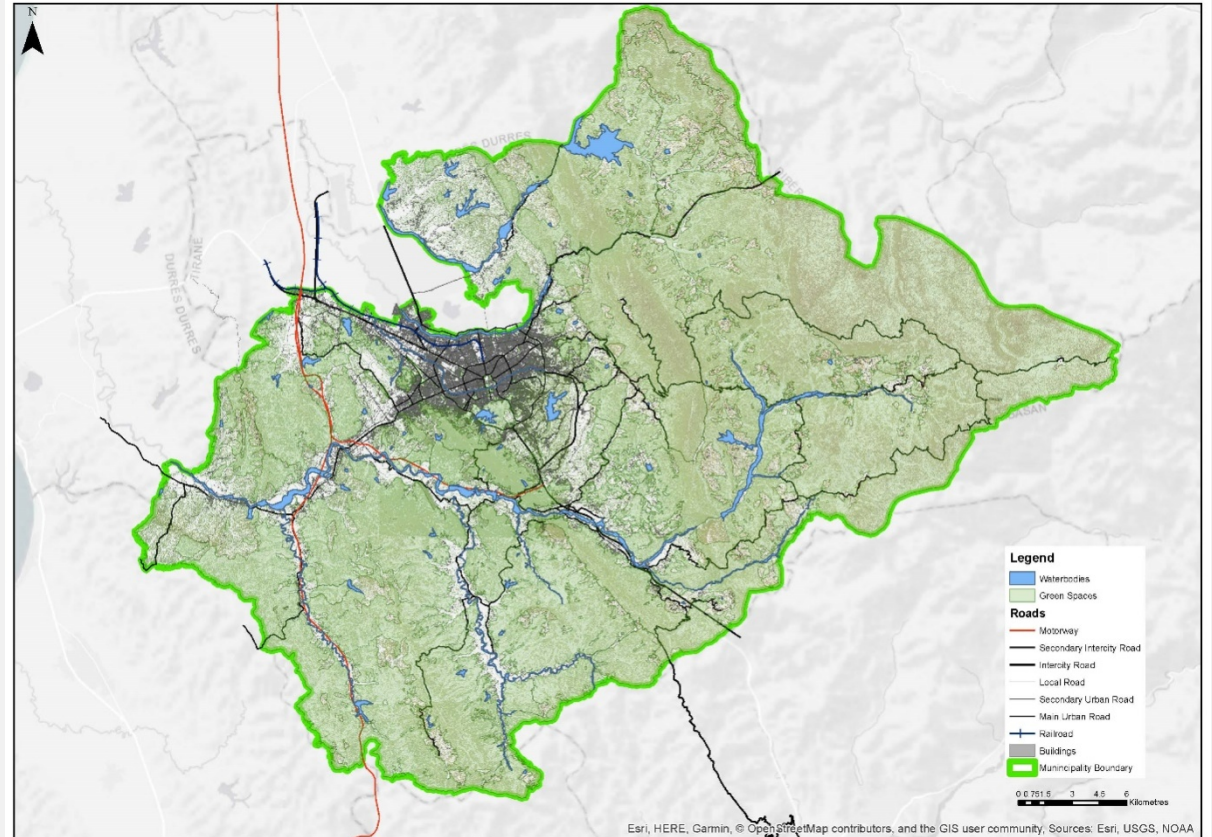 N
DURRES
TIRANE
DURRES DURRES
Legend
Waterbodies
Green Spaces
Roads
Motorway
Secondary Intercity Road
Intercity Road
Local Road
Secondary Urban Road
Main Urban Road
Railroad
Buildings
Munincipality Boundary
0 0.75 1.5 3 4.5 6
Kilometres
Esri, HERE, Garmin, © OpenStreetMap contributors, and the GIS user community, Sources: Esri, USGS, NOAA